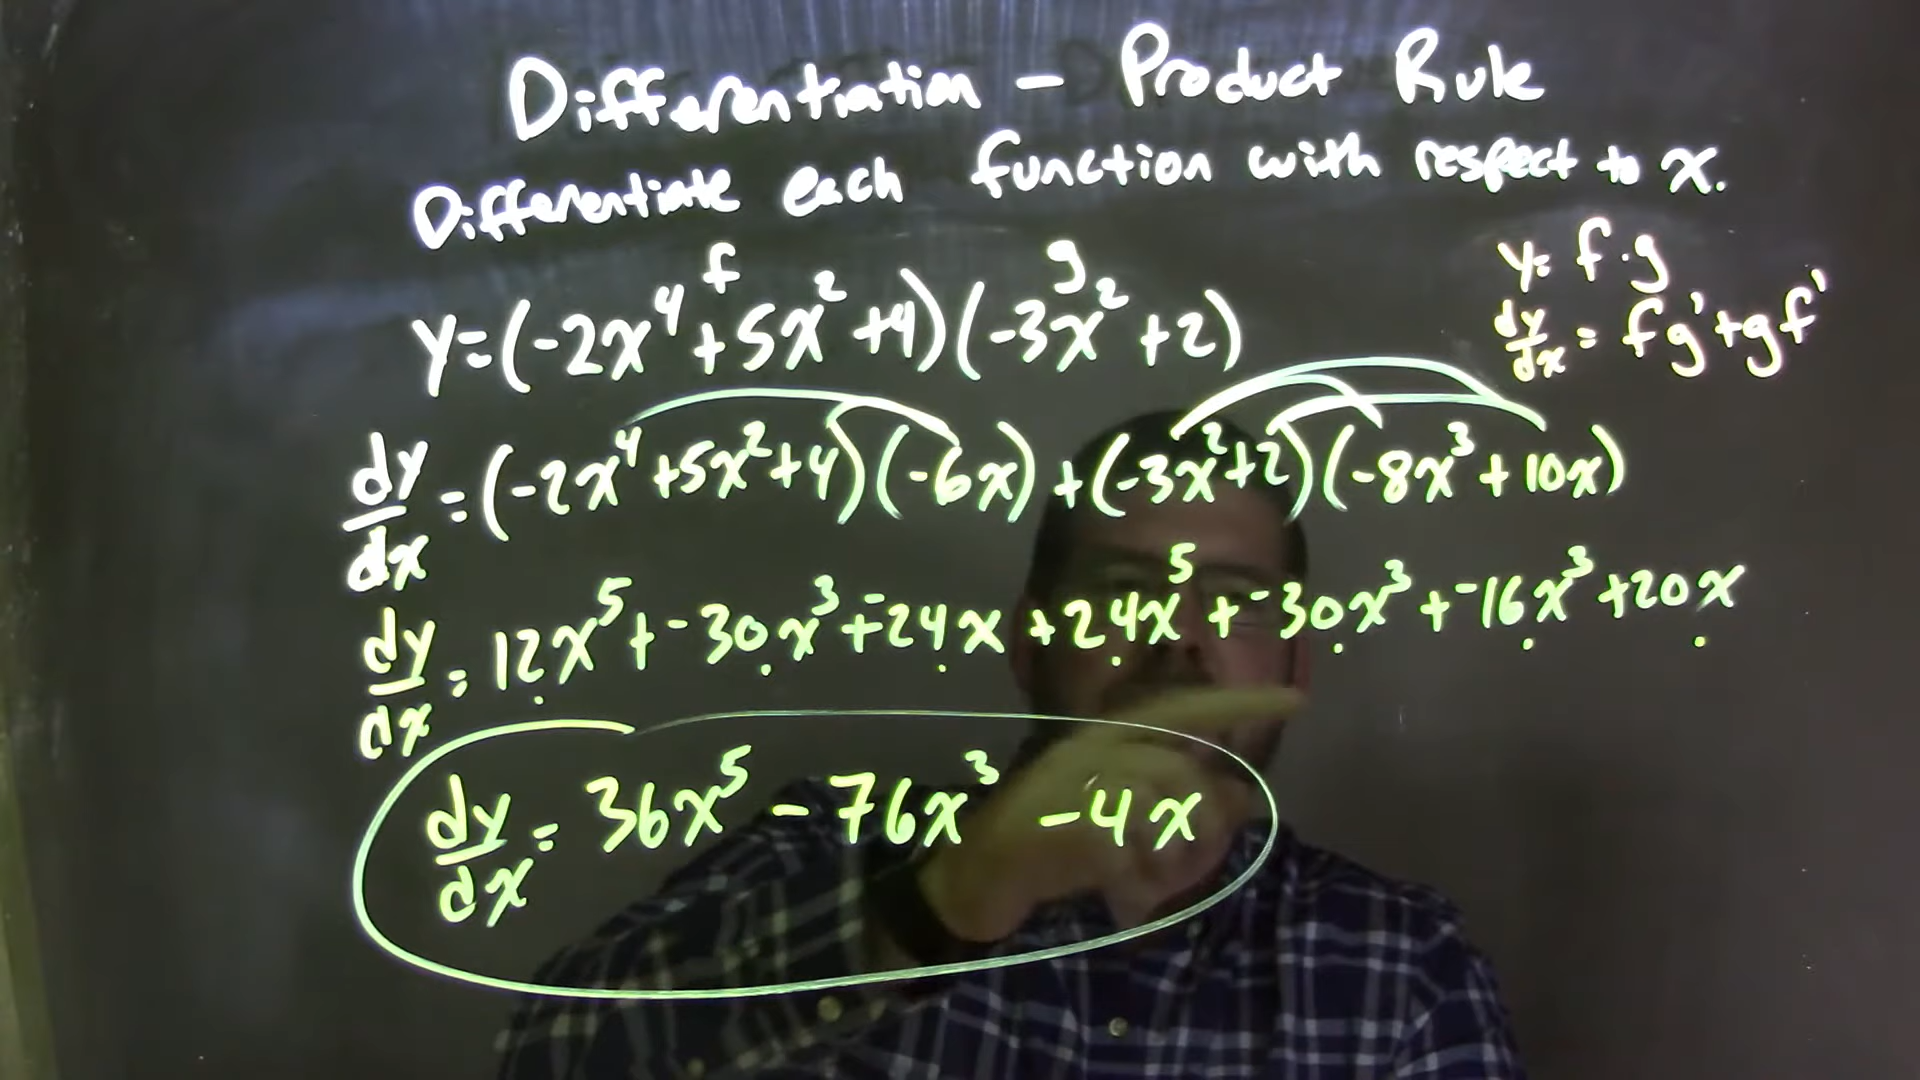 Differentiation - Product Rule
Differentiate each function with respect to x.
f g
y=(-2x⁴+5x²+4)(-3x²+2)
y= f·g
dy/dx = fg'+gf'
dy/dx = (-2x⁴+5x²+4)(-6x)+(-3x²+2)(-8x³+10x)
dy/dx = 12x⁵+-30x³+-24x+24x⁵+-30x³+-16x³+20x
dy/dx = 36x⁵-76x³-4x